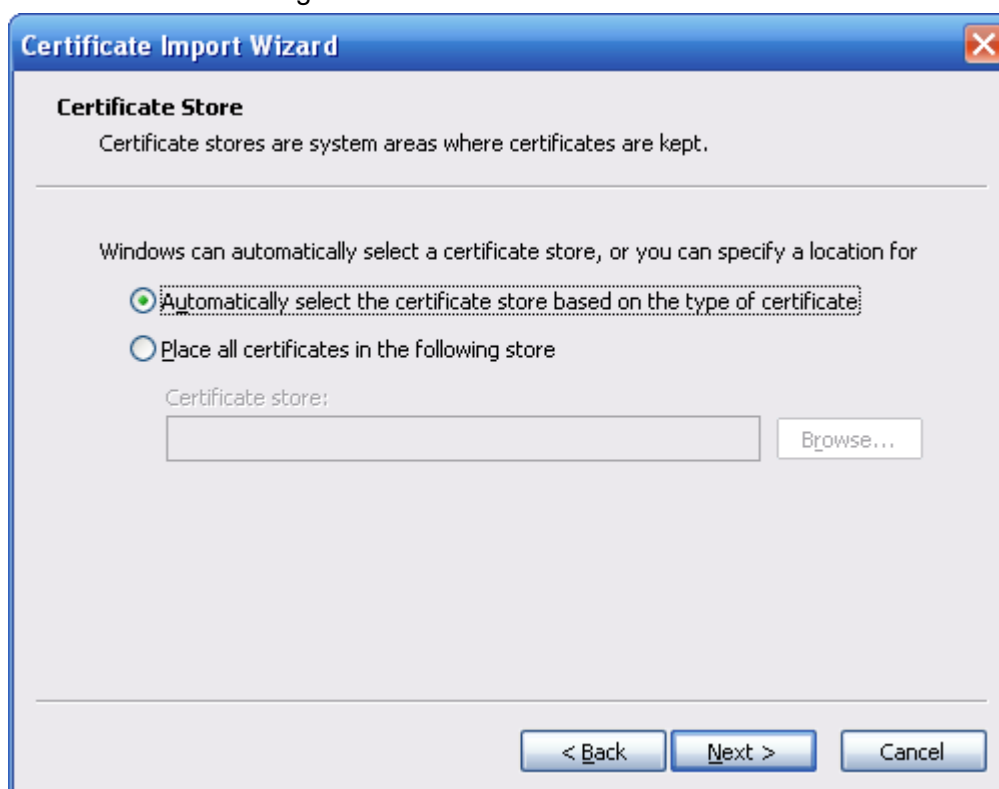 Certificate Import Wizard
Certificate Store
Certificate stores are system areas where certificates are kept.
Windows can automatically select a certificate store, or you can specify a location for
Automatically select the certificate store based on the type of certificate
Place all certificates in the following store
Certificate store:
Browse...
< Back
Next >
Cancel